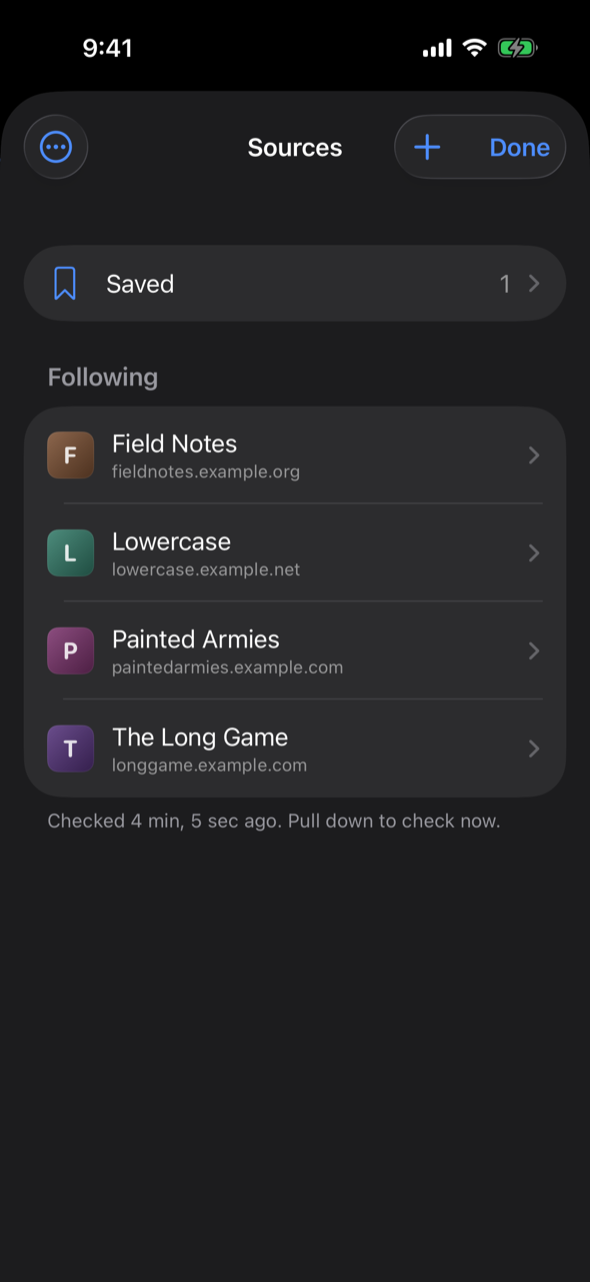 9:41
Sources
Done
Saved
1
Following
F
Field Notes
fieldnotes.example.org
L
Lowercase
lowercase.example.net
P
Painted Armies
paintedarmies.example.com
T
The Long Game
longgame.example.com
Checked 4 min, 5 sec ago. Pull down to check now.